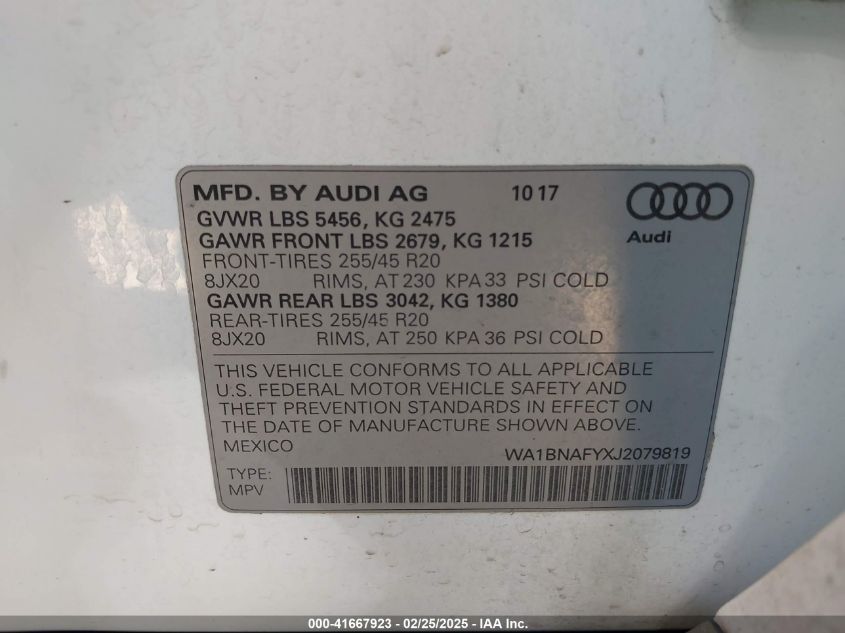 MFD. BY AUDI AG 10 17
GVWR LBS 5456, KG 2475
GAWR FRONT LBS 2679, KG 1215
Audi
FRONT-TIRES 255/45 R20
8JX20 RIMS, AT 230 KPA 33 PSI COLD
GAWR REAR LBS 3042, KG 1380
REAR-TIRES 255/45 R20
8JX20 RIMS, AT 250 KPA 36 PSI COLD
THIS VEHICLE CONFORMS TO ALL APPLICABLE
U.S. FEDERAL MOTOR VEHICLE SAFETY AND
THEFT PREVENTION STANDARDS IN EFFECT ON
THE DATE OF MANUFACTURE SHOWN ABOVE.
MEXICO
WA1BNAFYXJ2079819
TYPE:
MPV
000-41667923 - 02/25/2025 - IAA Inc.